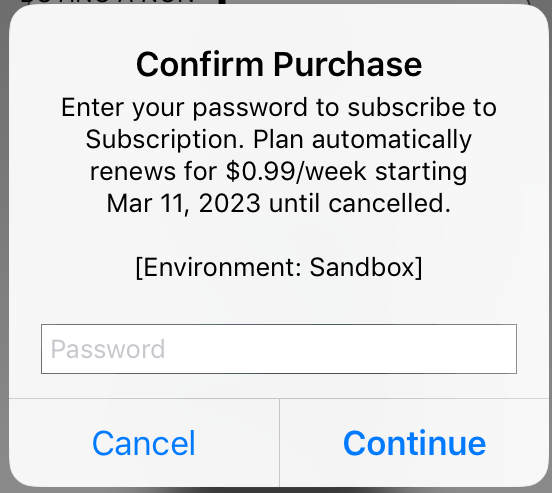 Confirm Purchase
Enter your password to subscribe to
Subscription. Plan automatically
renews for $0.99/week starting
Mar 11, 2023 until cancelled.
[Environment: Sandbox]
Password
Cancel
Continue